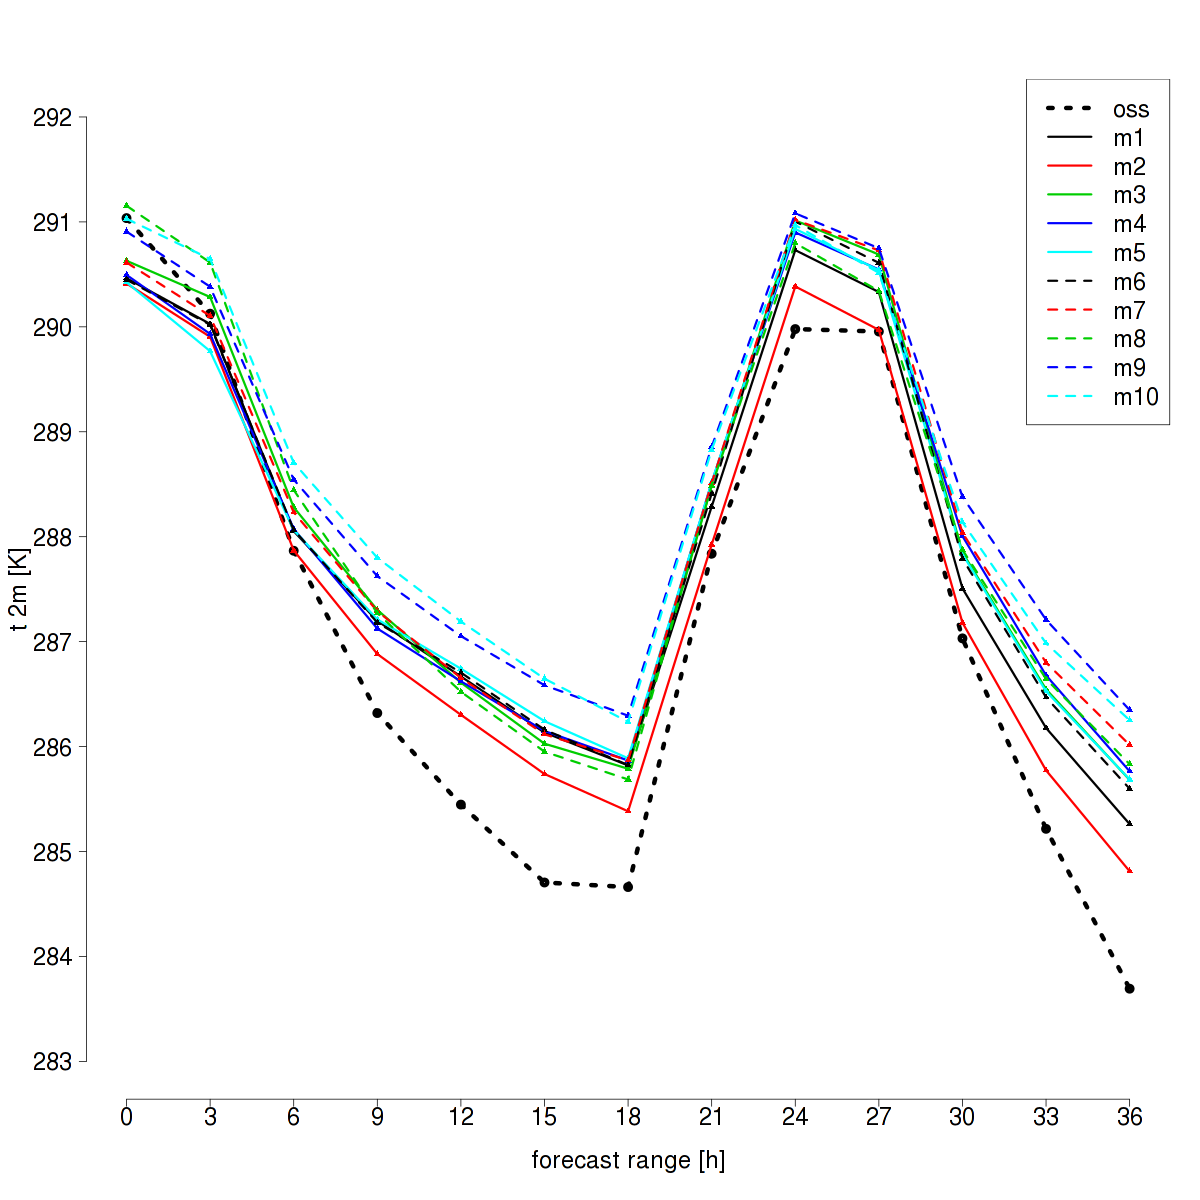 292
291
290
289
288
287
286
285
284
283
t 2m [K]
0 3 6 9 12 15 18 21 24 27 30 33 36
forecast range [h]
oss
m1
m2
m3
m4
m5
m6
m7
m8
m9
m10